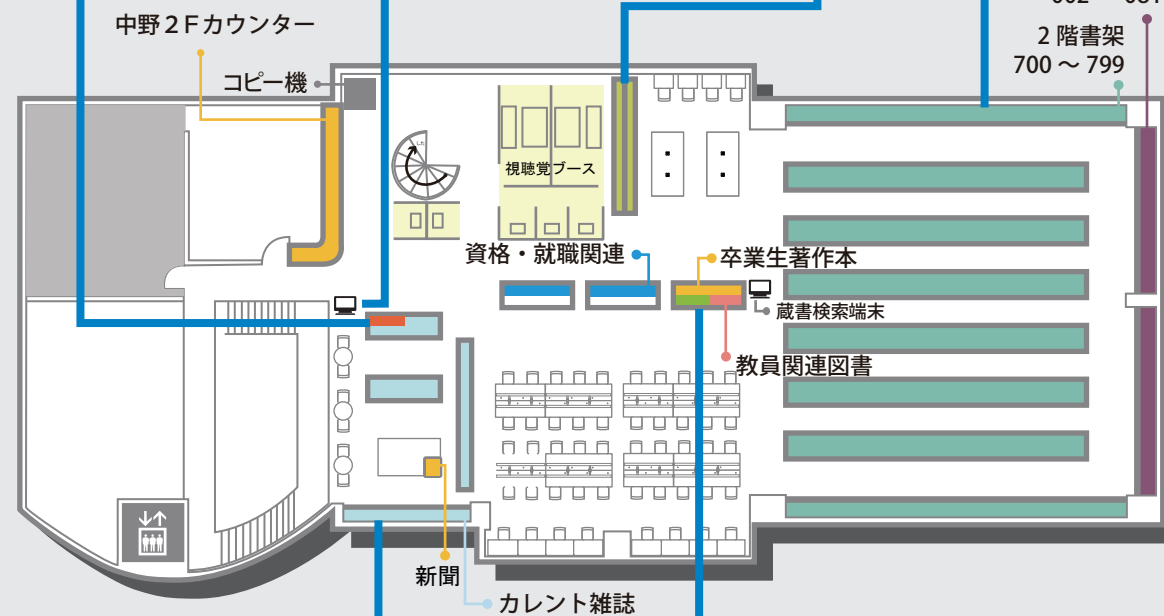 中野２Ｆカウンター
コピー機
2 階書架
700 ～ 799
視聴覚ブース
資格・就職関連
卒業生著作本
蔵書検索端末
教員関連図書
新聞
カレント雑誌